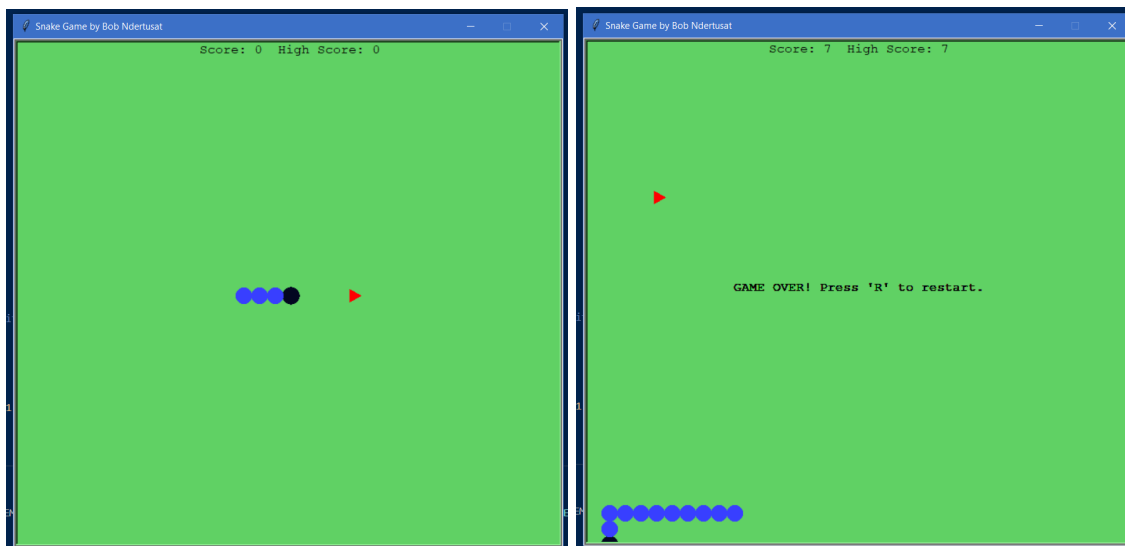 Snake Game by Bob Ndertusat
Score: 0  High Score: 0
Snake Game by Bob Ndertusat
Score: 7  High Score: 7
GAME OVER! Press 'R' to restart.